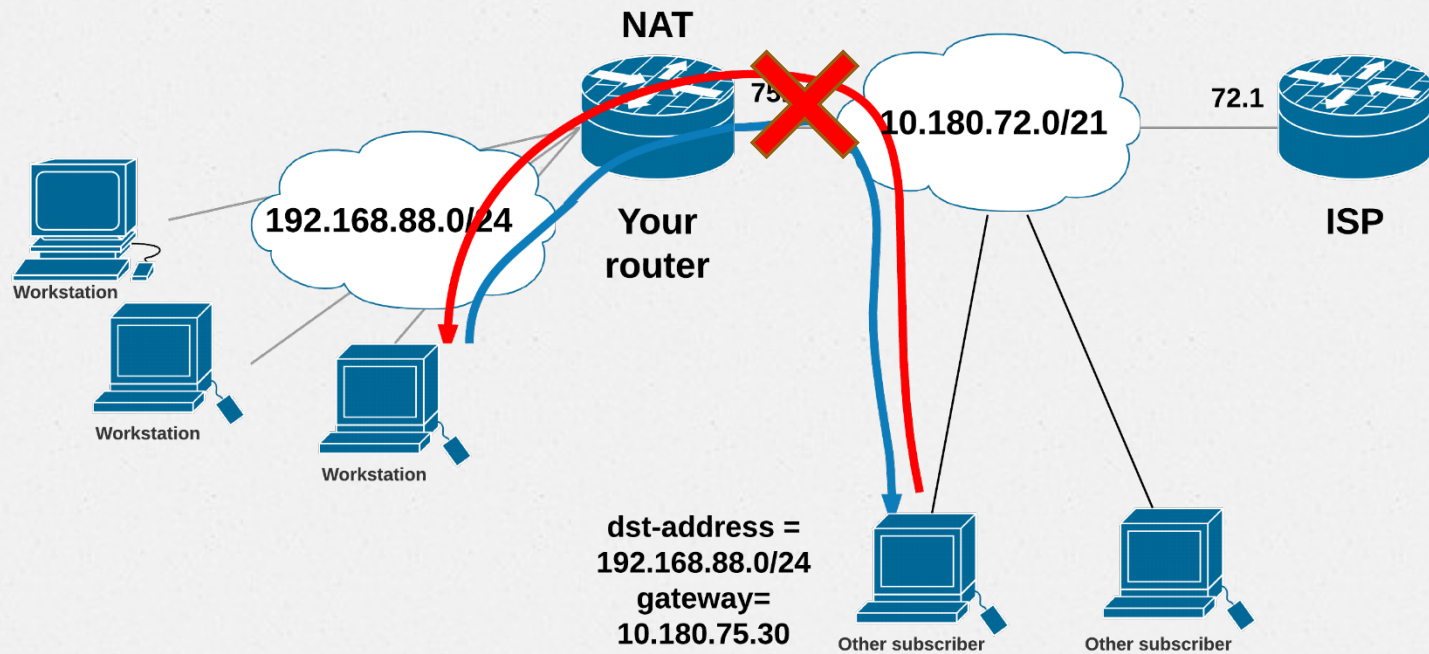 NAT
75.
10.180.72.0/21
72.1
192.168.88.0/24
Your
router
ISP
Workstation
Workstation
Workstation
dst-address =
192.168.88.0/24
gateway=
10.180.75.30
Other subscriber
Other subscriber